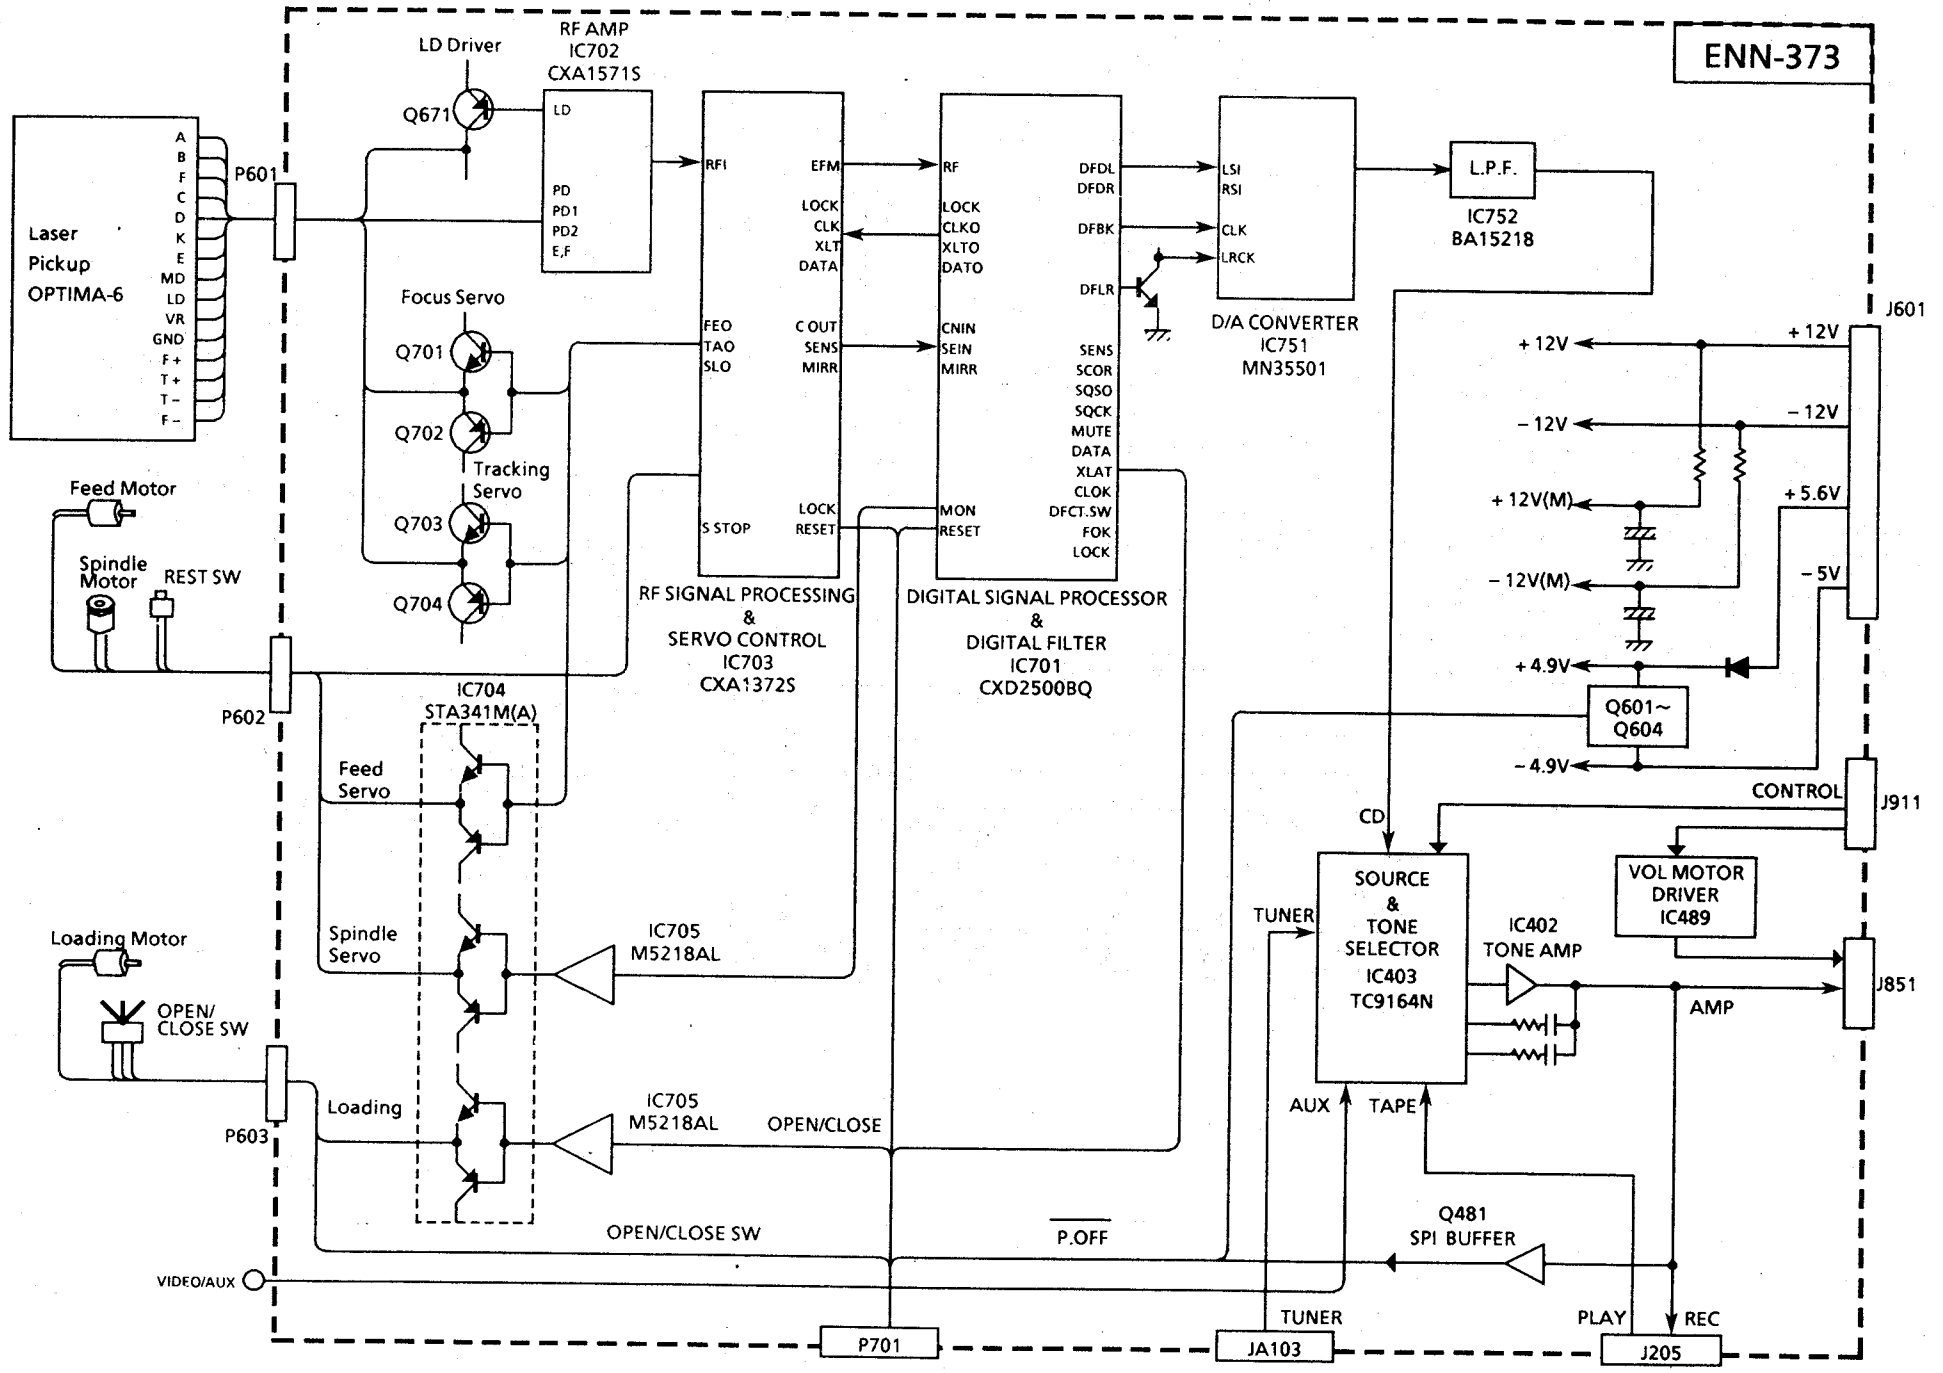 ENN-373
LD Driver
Q671
RF AMP
IC702
CXA1571S
LD
PD
PD1
PD2
E,F
Laser
Pickup
OPTIMA-6
A
B
F
C
D
K
E
MD
LD
VR
GND
F+
T+
T−
F−
P601
Focus Servo
Q701
Q702
Tracking
Servo
Q703
Q704
RFI
EFM
LOCK
CLK
XLT
DATA
FEO
TAO
SLO
C OUT
SENS
MIRR
S STOP
LOCK
RESET
RF SIGNAL PROCESSING
&
SERVO CONTROL
IC703
CXA1372S
RF
LOCK
CLKO
XLTO
DATO
CNIN
SEIN
MIRR
MON
RESET
DFDL
DFDR
DFBK
DFLR
SENS
SCOR
SQSO
SQCK
MUTE
DATA
XLAT
CLOK
DFCT.SW
FOK
LOCK
DIGITAL SIGNAL PROCESSOR
&
DIGITAL FILTER
IC701
CXD2500BQ
LSI
RSI
CLK
LRCK
D/A CONVERTER
IC751
MN35501
L.P.F.
IC752
BA15218
J601
+12V
+12V
−12V
−12V
+12V(M)
+5.6V
−12V(M)
−5V
+4.9V
Q601~
Q604
−4.9V
Feed Motor
Spindle
Motor
REST SW
P602
IC704
STA341M(A)
Feed
Servo
Spindle
Servo
IC705
M5218AL
Loading Motor
OPEN/
CLOSE SW
P603
Loading
IC705
M5218AL
OPEN/CLOSE
OPEN/CLOSE SW
P.OFF
VIDEO/AUX
CONTROL
J911
CD
VOL MOTOR
DRIVER
IC489
SOURCE
&
TONE
SELECTOR
IC403
TC9164N
TUNER
IC402
TONE AMP
AMP
J851
AUX
TAPE
Q481
SPI BUFFER
TUNER
PLAY
REC
P701
JA103
J205